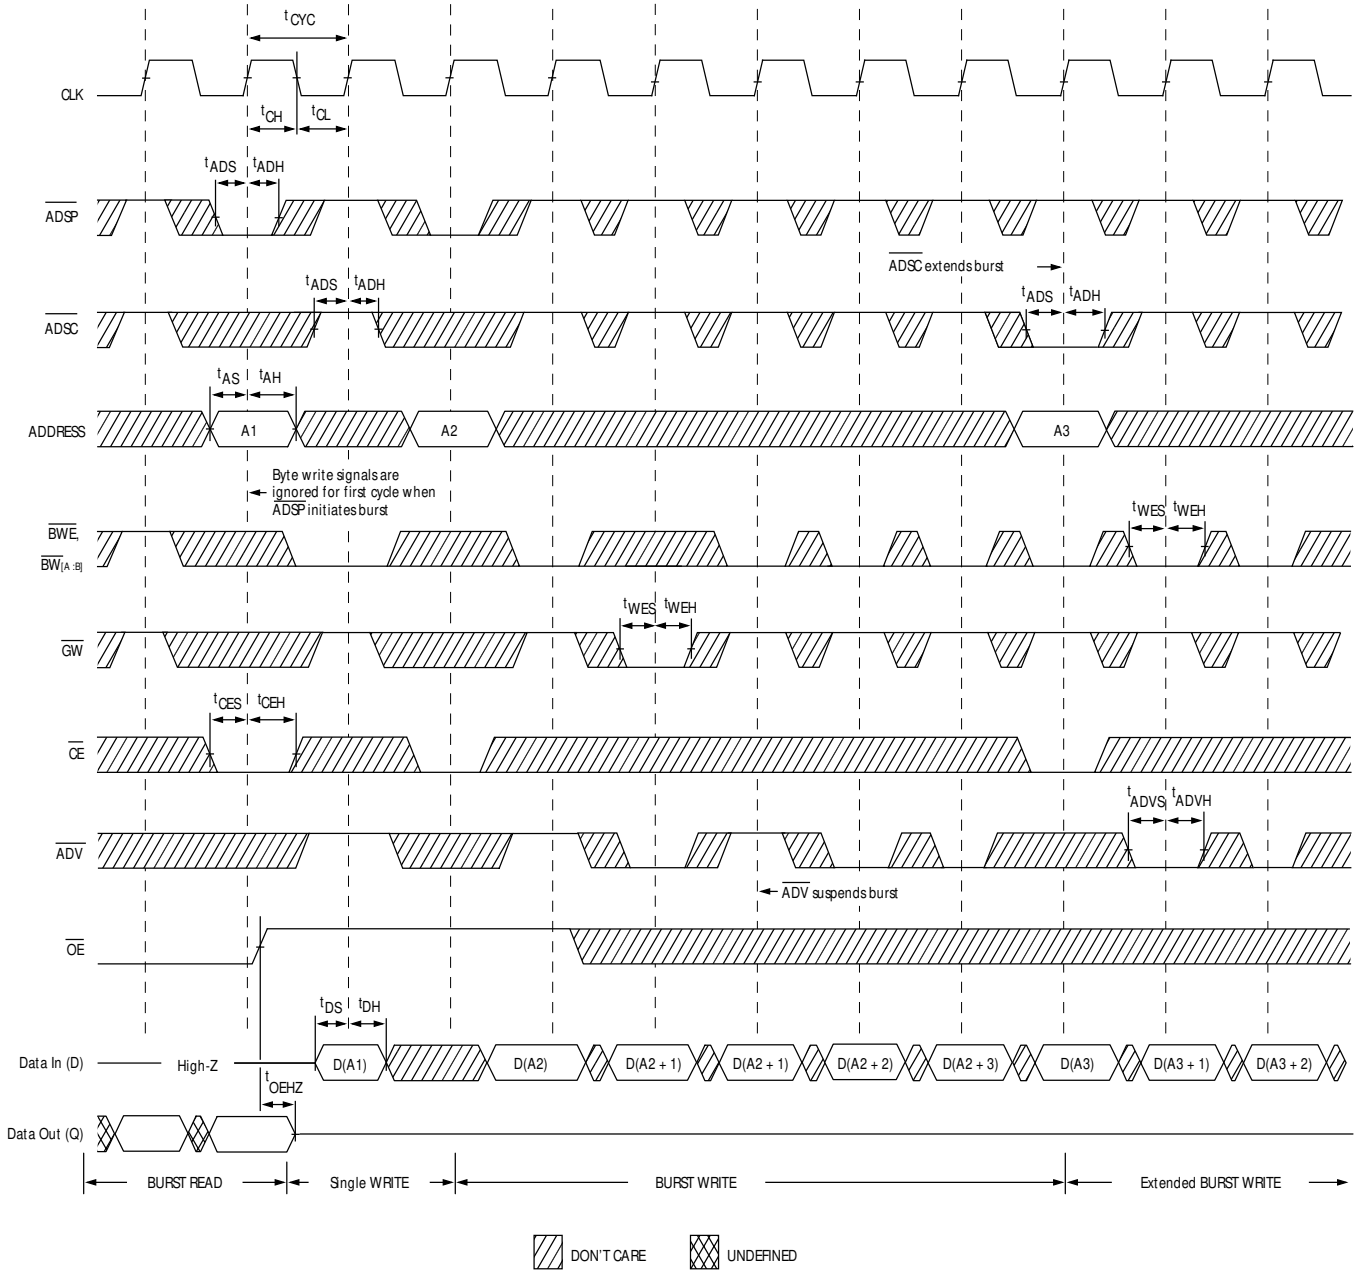 tCYC
CLK
tCH
tCL
tADS
tADH
ADSP
ADSC extends burst
tADS
tADH
tADS
tADH
ADSC
tAS
tAH
ADDRESS
A1
A2
A3
Byte write signals are
ignored for first cycle when
ADSP initiates burst
BWE,
BW[A :B]
tWES
tWEH
tWES
tWEH
GW
tCES
tCEH
CE
tADVS
tADVH
ADV
ADV suspends burst
OE
tDS
tDH
Data In (D)
High-Z
D(A1)
D(A2)
D(A2 + 1)
D(A2 + 1)
D(A2 + 2)
D(A2 + 3)
D(A3)
D(A3 + 1)
D(A3 + 2)
tOEHZ
Data Out (Q)
BURST READ
Single WRITE
BURST WRITE
Extended BURST WRITE
DON'T CARE
UNDEFINED